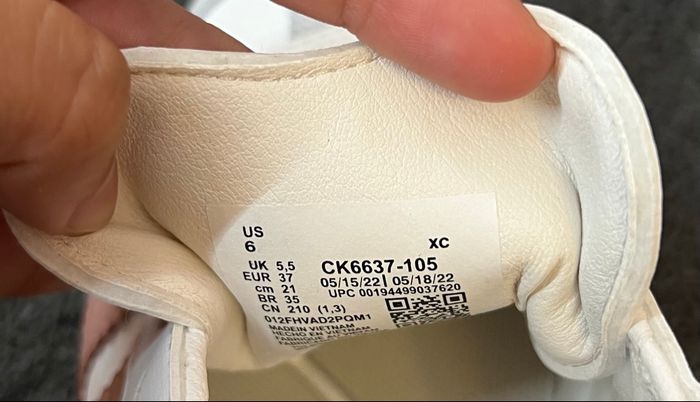 US
6
XC
UK 5,5
EUR 37
cm 21
BR 35
CN 210 (1,3)
CK6637-105
05/15/22| 05/18/22
UPC 00194499037620
012FHVAD2PQM1
MADE IN VIETNAM
HECHO EN VIETNAM
FABRIQUE A